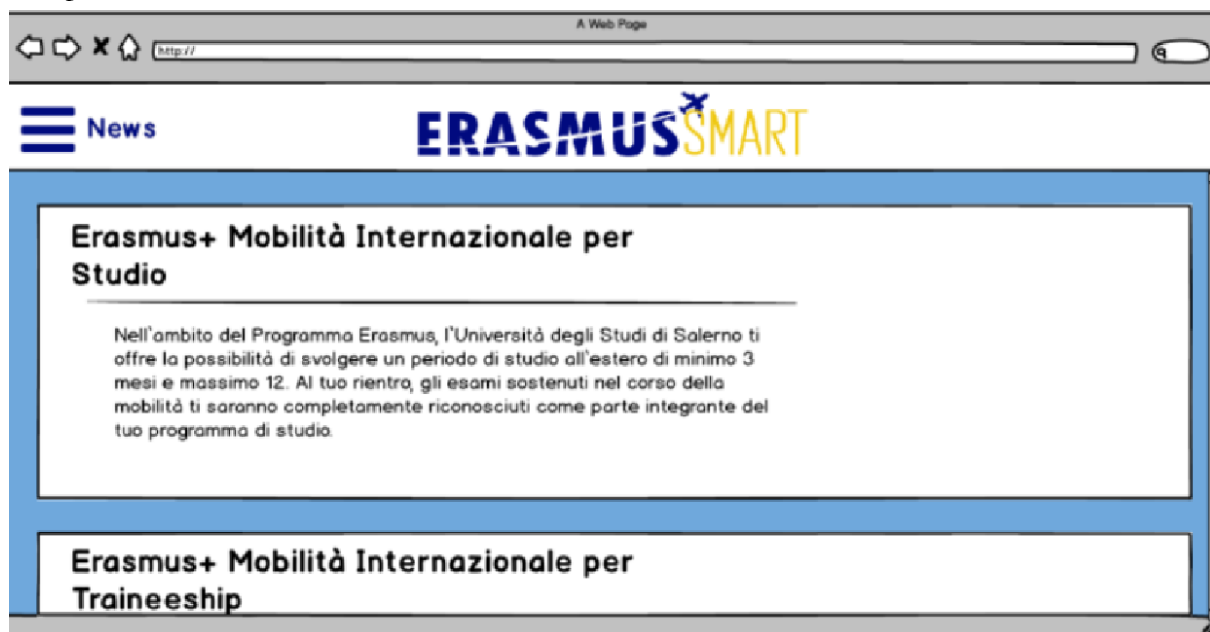 A Web Page
http://
News
ERASMUSSMART
Erasmus+ Mobilità Internazionale per
Studio
Nell'ambito del Programma Erasmus, l'Università degli Studi di Salerno ti
offre la possibilità di svolgere un periodo di studio all'estero di minimo 3
mesi e massimo 12. Al tuo rientro, gli esami sostenuti nel corso della
mobilità ti saranno completamente riconosciuti come parte integrante del
tuo programma di studio.
Erasmus+ Mobilità Internazionale per
Traineeship